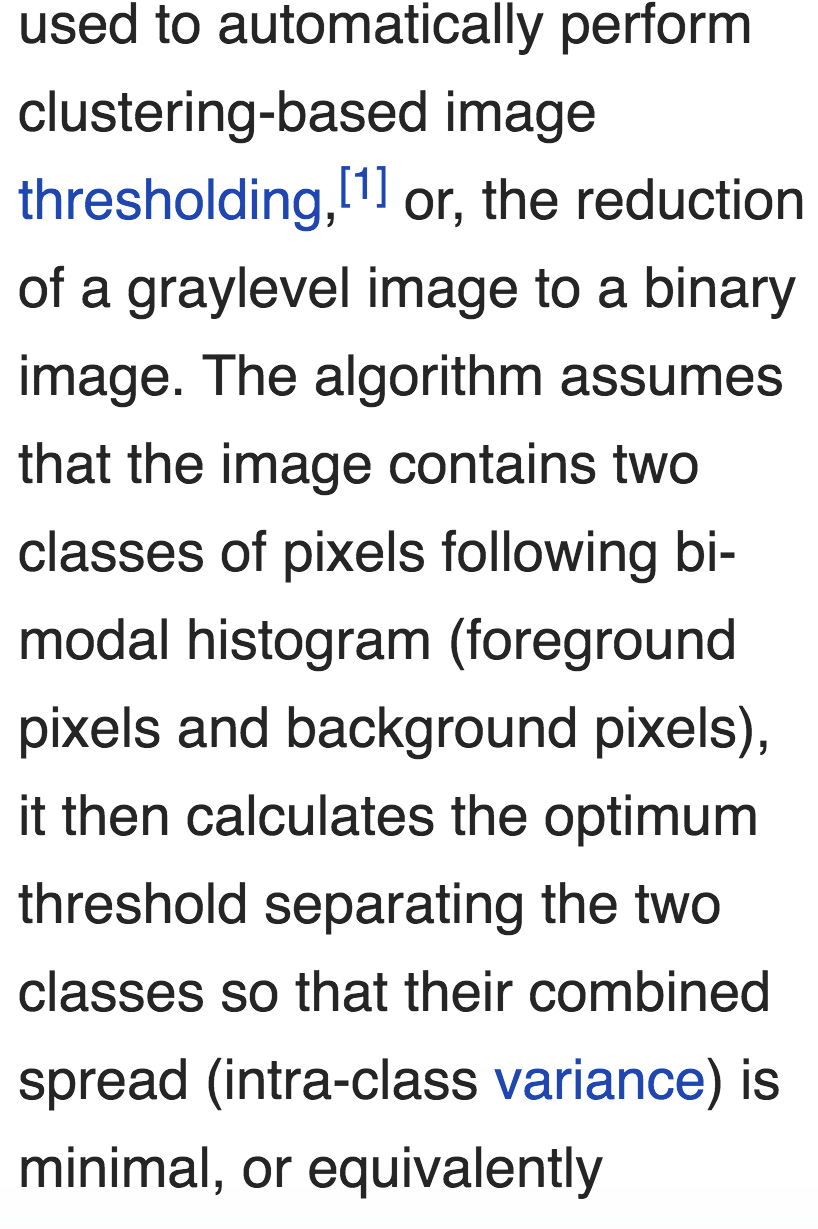 used to automatically perform
clustering-based image
thresholding,[1] or, the reduction
of a graylevel image to a binary
image. The algorithm assumes
that the image contains two
classes of pixels following bi-
modal histogram (foreground
pixels and background pixels),
it then calculates the optimum
threshold separating the two
classes so that their combined
spread (intra-class variance) is
minimal, or equivalently